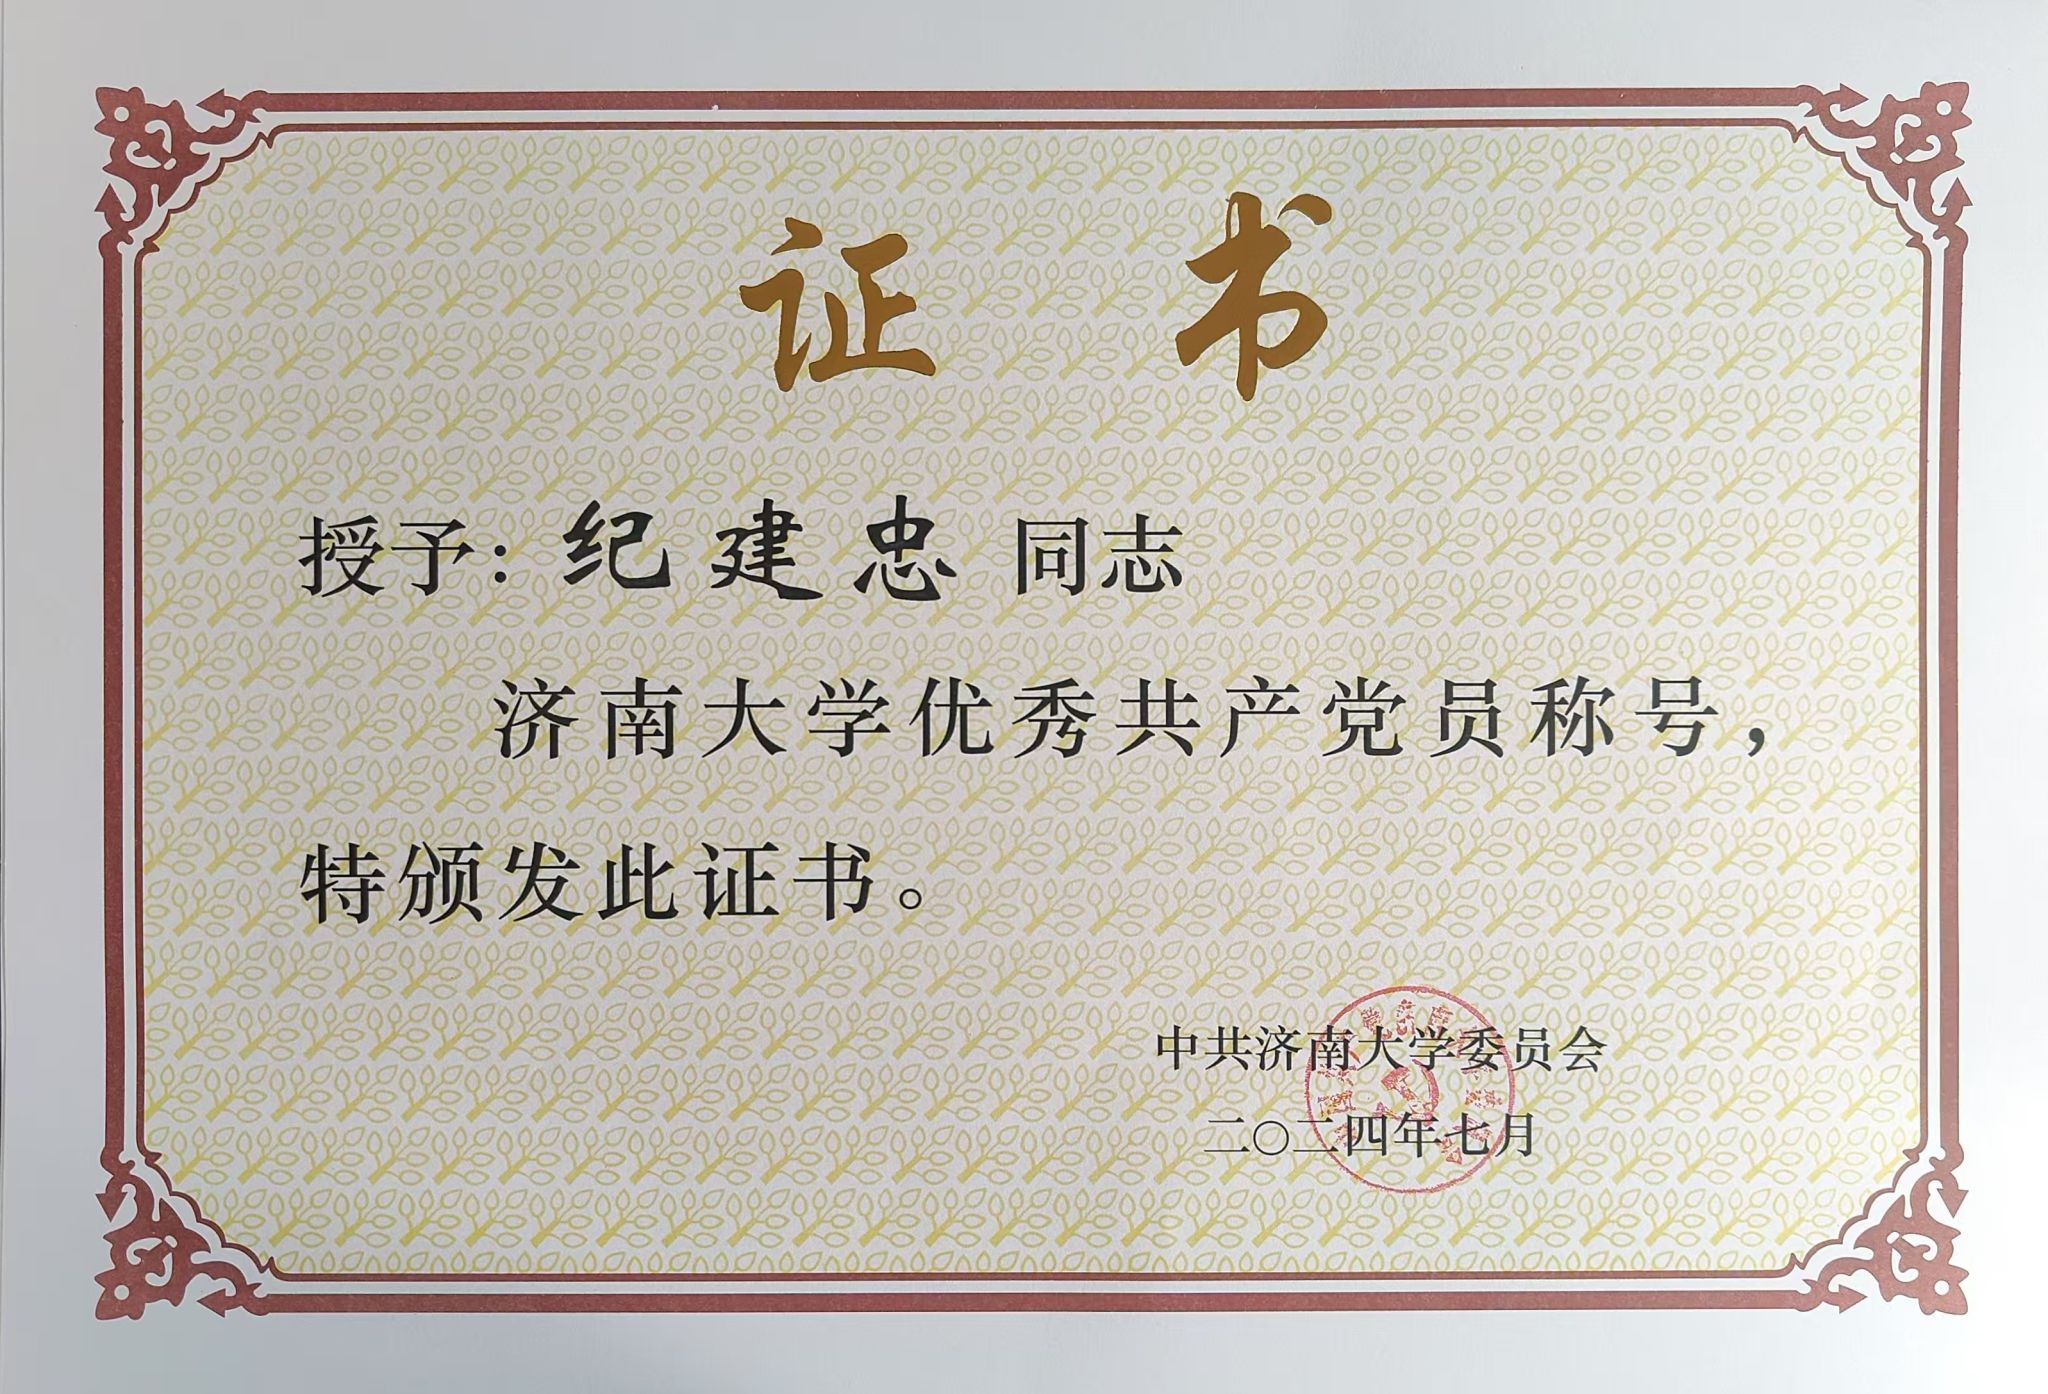 证书
授予：纪建忠同志
济南大学优秀共产党员称号，
特颁发此证书。
中共济南大学委员会
二〇二四年七月